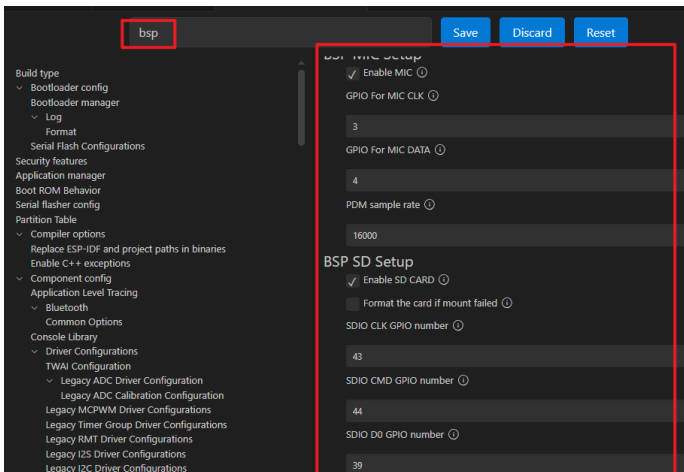 bsp
Save
Discard
Reset
Build type
Bootloader config
Bootloader manager
Log
Format
Serial Flash Configurations
Security features
Application manager
Boot ROM Behavior
Serial flasher config
Partition Table
Compiler options
Replace ESP-IDF and project paths in binaries
Enable C++ exceptions
Component config
Application Level Tracing
Bluetooth
Common Options
Console Library
Driver Configurations
TWAI Configuration
Legacy ADC Driver Configuration
Legacy ADC Calibration Configuration
Legacy MCPWM Driver Configurations
Legacy Timer Group Driver Configurations
Legacy RMT Driver Configurations
Legacy I2S Driver Configurations
Legacy I2C Driver Configurations
BSP MIC Setup
Enable MIC
GPIO For MIC CLK
3
GPIO For MIC DATA
4
PDM sample rate
16000
BSP SD Setup
Enable SD CARD
Format the card if mount failed
SDIO CLK GPIO number
43
SDIO CMD GPIO number
44
SDIO D0 GPIO number
39